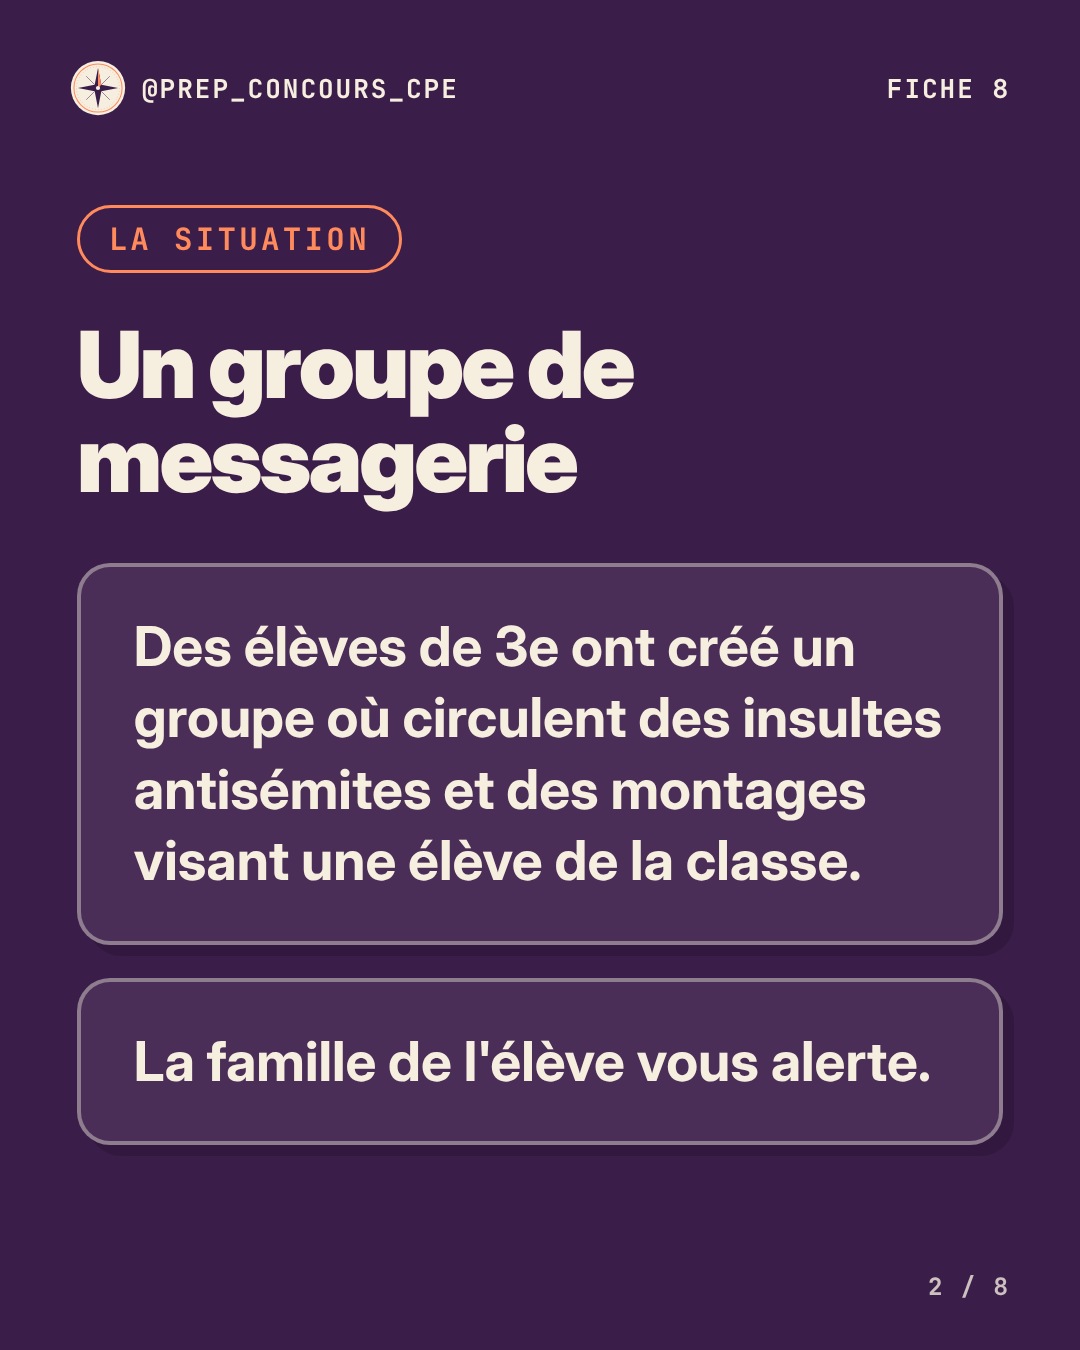 @PREP_CONCOURS_CPE
FICHE 8
LA SITUATION
Un groupe de
messagerie
Des élèves de 3e ont créé un
groupe où circulent des insultes
antisémites et des montages
visant une élève de la classe.
La famille de l'élève vous alerte.
2 / 8